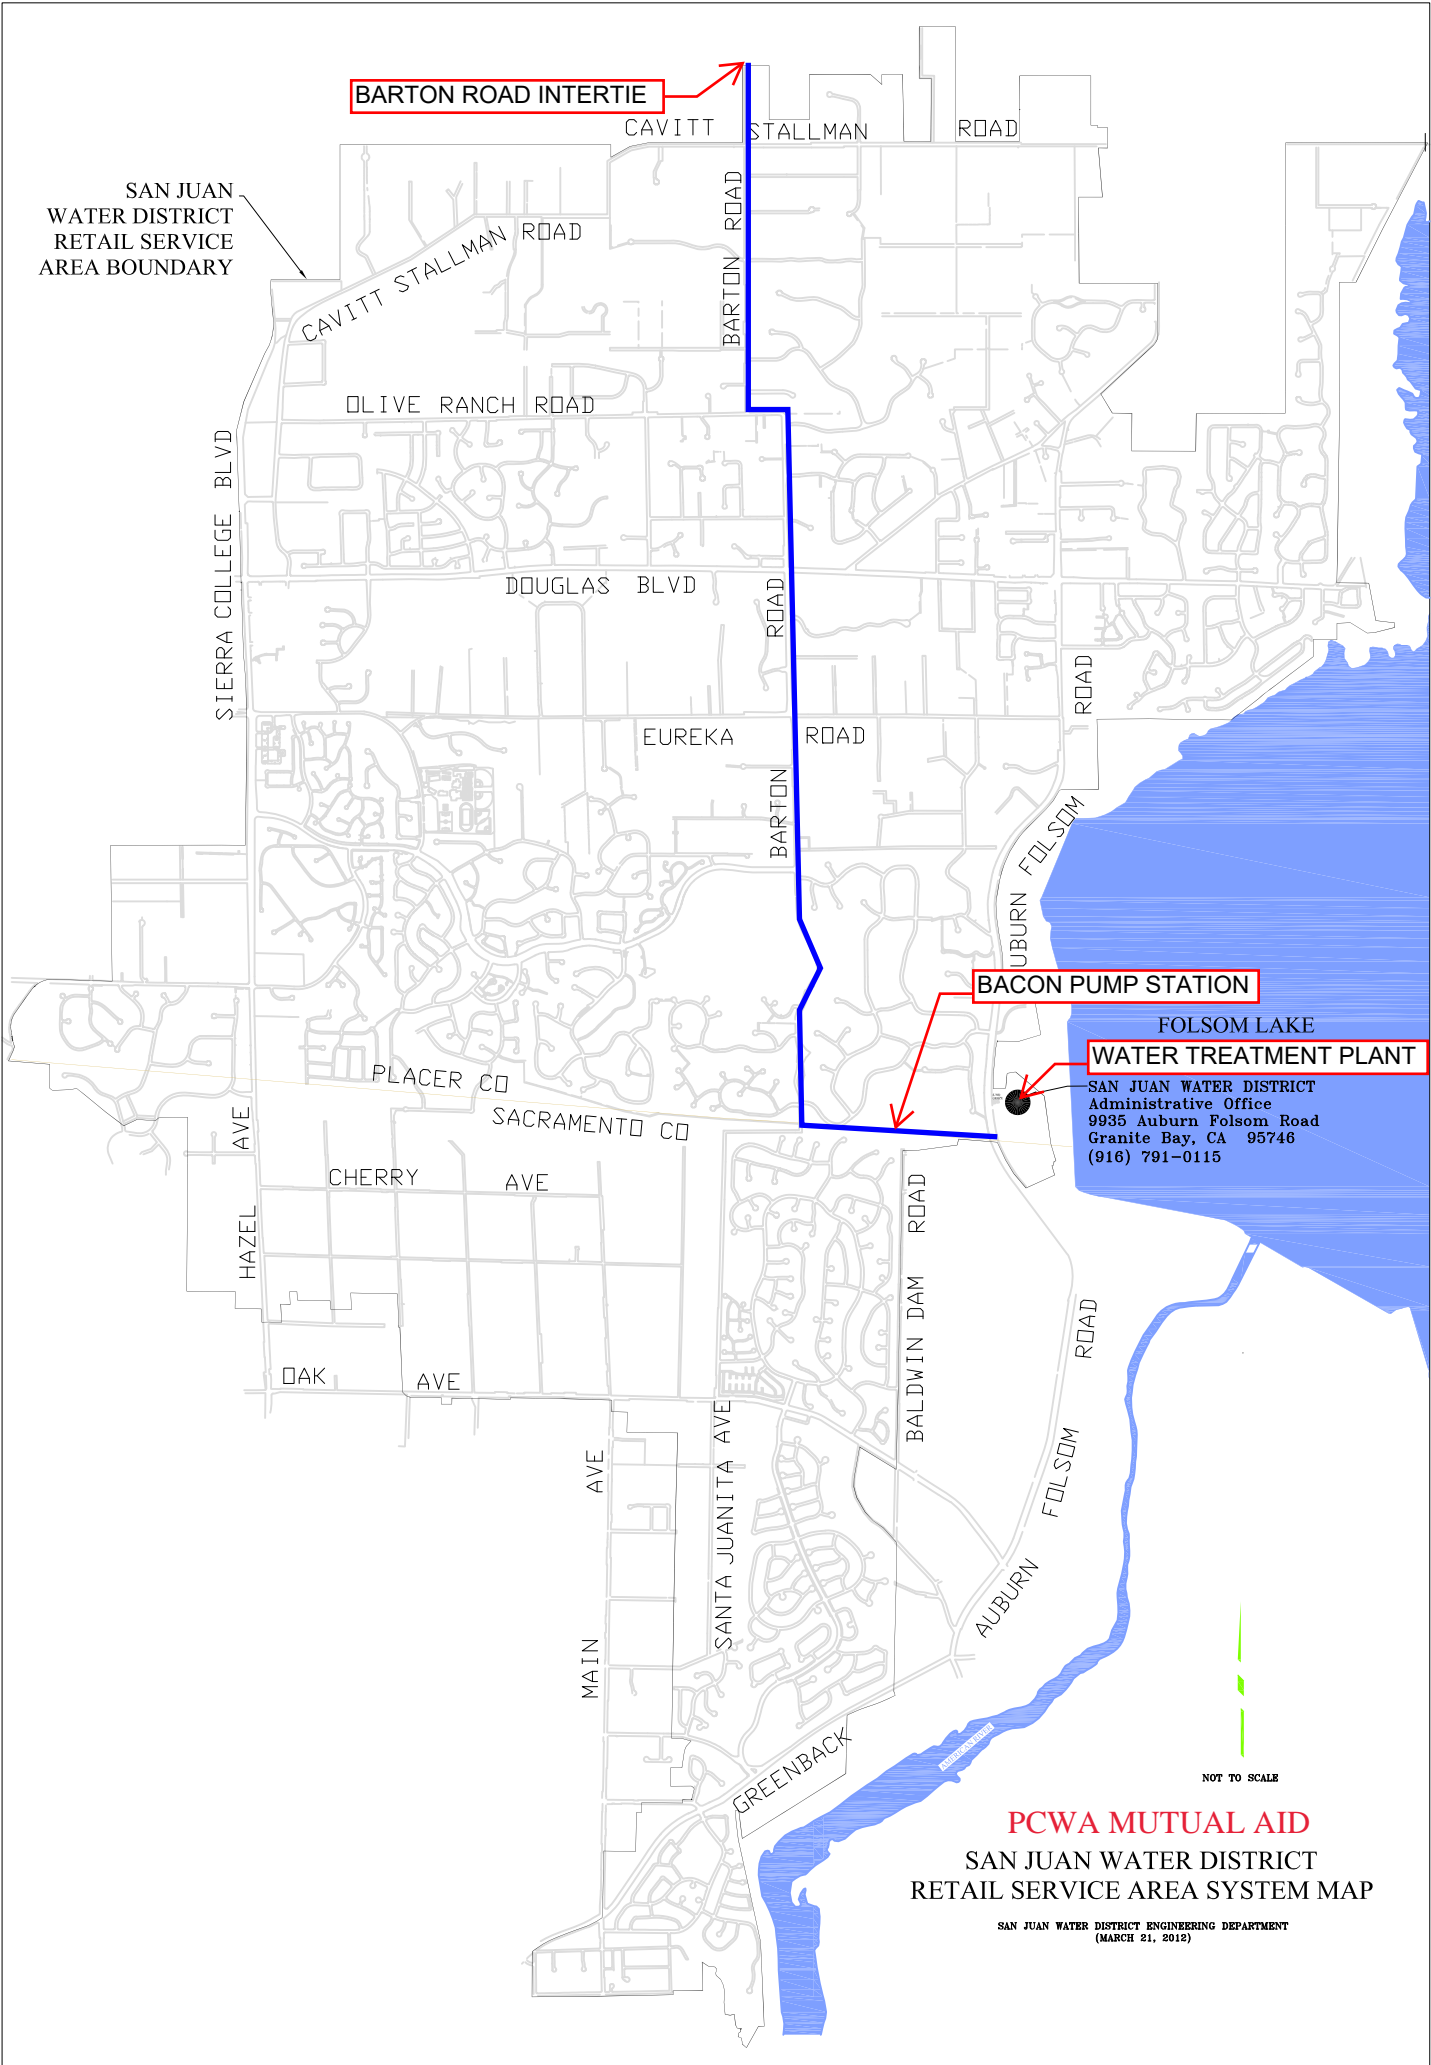 BARTON ROAD INTERTIE
CAVITT STALLMAN ROAD
SAN JUAN
WATER DISTRICT
RETAIL SERVICE
AREA BOUNDARY
CAVITT STALLMAN ROAD
BARTON ROAD
OLIVE RANCH ROAD
SIERRA COLLEGE BLVD
DOUGLAS BLVD
ROAD
ROAD
EUREKA ROAD
BARTON
FOLSOM
UBURN
BACON PUMP STATION
FOLSOM LAKE
WATER TREATMENT PLANT
SAN JUAN WATER DISTRICT
Administrative Office
9935 Auburn Folsom Road
Granite Bay, CA 95746
(916) 791-0115
PLACER CO
SACRAMENTO CO
HAZEL AVE
CHERRY AVE
BALDWIN DAM ROAD
OAK AVE
SANTA JUANITA AVE
MAIN AVE
AUBURN FOLSOM ROAD
GREENBACK
AMERICAN RIVER
NOT TO SCALE
PCWA MUTUAL AID
SAN JUAN WATER DISTRICT
RETAIL SERVICE AREA SYSTEM MAP
SAN JUAN WATER DISTRICT ENGINEERING DEPARTMENT
(MARCH 21, 2012)